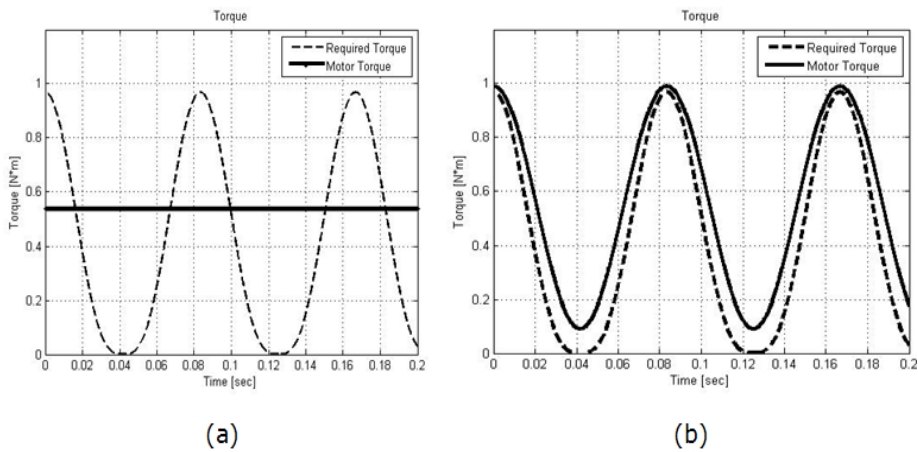 Torque
Required Torque
Motor Torque
Torque [N*m]
1
0.8
0.6
0.4
0.2
0
0 0.02 0.04 0.06 0.08 0.1 0.12 0.14 0.16 0.18 0.2
Time [sec]
(a)
Torque
Required Torque
Motor Torque
Torque [N*m]
1
0.8
0.6
0.4
0.2
0
0 0.02 0.04 0.06 0.08 0.1 0.12 0.14 0.16 0.18 0.2
Time [sec]
(b)